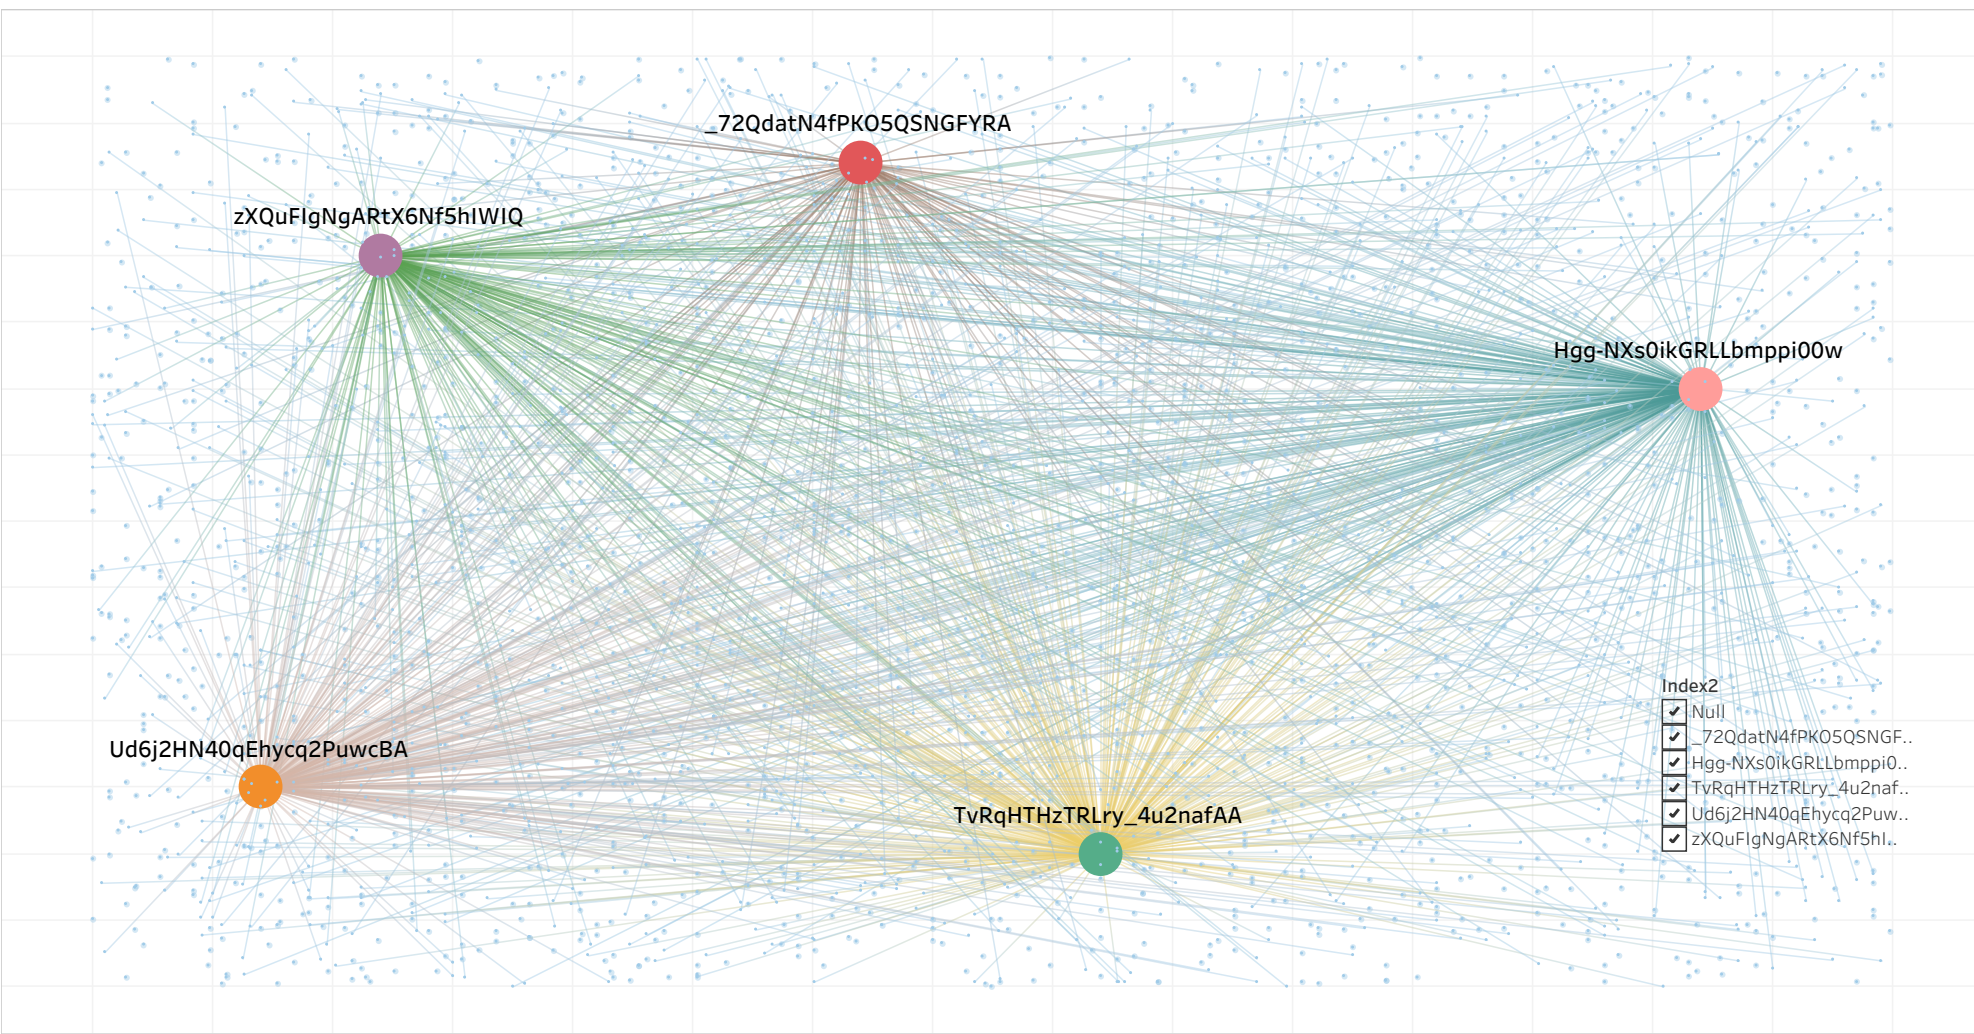 _72QdatN4fPKO5QSNGFYRA
zXQuFIgNgARtX6Nf5hIWIQ
Hgg-NXs0ikGRLLbmppi00w
Ud6j2HN40qEhycq2PuwcBA
TvRqHTHzTRLry_4u2nafAA
Index2
Null
_72QdatN4fPKO5QSNGF..
Hgg-NXs0ikGRLLbmppi0..
TvRqHTHzTRLry_4u2naf..
Ud6j2HN40qEhycq2Puw..
zXQuFIgNgARtX6Nf5hI..